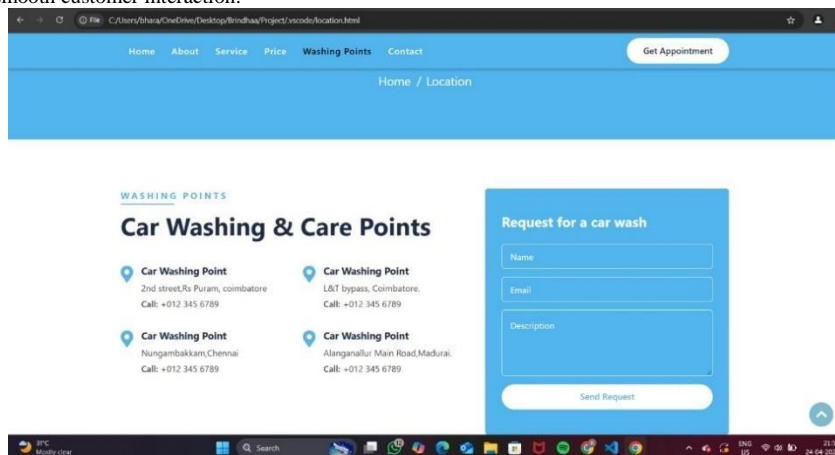 smooth customer interaction.
File C:/Users/bhara/OneDrive/Desktop/Brindhaa/Project/.vscode/location.html
Home About Service Price Washing Points Contact Get Appointment
Home / Location
WASHING POINTS
Car Washing & Care Points
Car Washing Point
2nd street,Rs Puram, coimbatore
Call: +012 345 6789
Car Washing Point
L&T bypass, Coimbatore.
Call: +012 345 6789
Car Washing Point
Nungambakkam,Chennai
Call: +012 345 6789
Car Washing Point
Alanganallur Main Road,Madurai.
Call: +012 345 6789
Request for a car wash
Name
Email
Description
Send Request
31°C
Mostly clear
Search
ENG
US
24-04-20